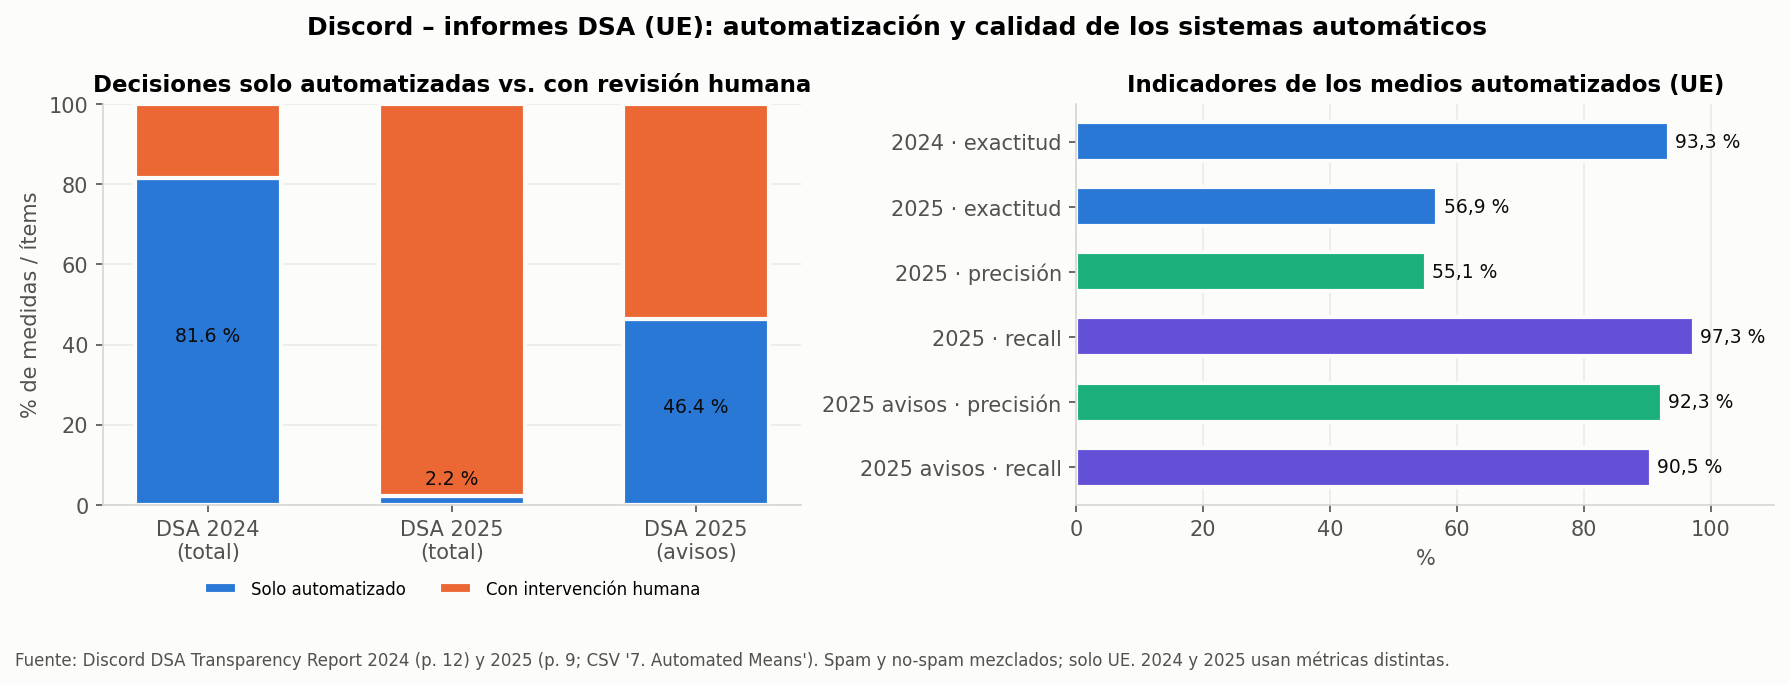 Discord – informes DSA (UE): automatización y calidad de los sistemas automáticos
Decisiones solo automatizadas vs. con revisión humana
% de medidas / ítems
100
80
60
40
20
0
81.6 %
2.2 %
46.4 %
DSA 2024
(total)
DSA 2025
(total)
DSA 2025
(avisos)
Solo automatizado
Con intervención humana
Indicadores de los medios automatizados (UE)
2024 · exactitud
93,3 %
2025 · exactitud
56,9 %
2025 · precisión
55,1 %
2025 · recall
97,3 %
2025 avisos · precisión
92,3 %
2025 avisos · recall
90,5 %
0
20
40
60
80
100
%
Fuente: Discord DSA Transparency Report 2024 (p. 12) y 2025 (p. 9; CSV '7. Automated Means'). Spam y no-spam mezclados; solo UE. 2024 y 2025 usan métricas distintas.